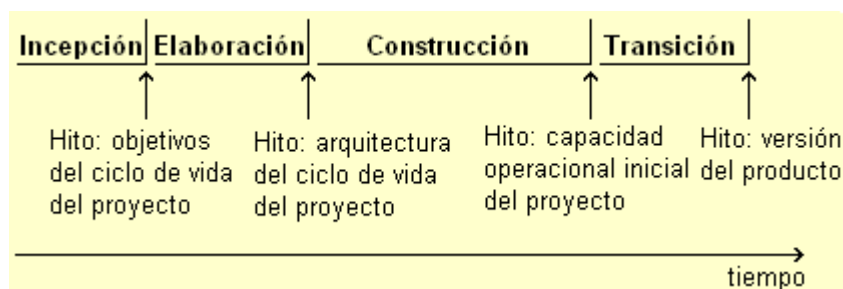 Incepción Elaboración Construcción Transición
Hito: objetivos
del ciclo de vida
del proyecto
Hito: arquitectura
del ciclo de vida
del proyecto
Hito: capacidad
operacional inicial
del proyecto
Hito: versión
del producto
tiempo